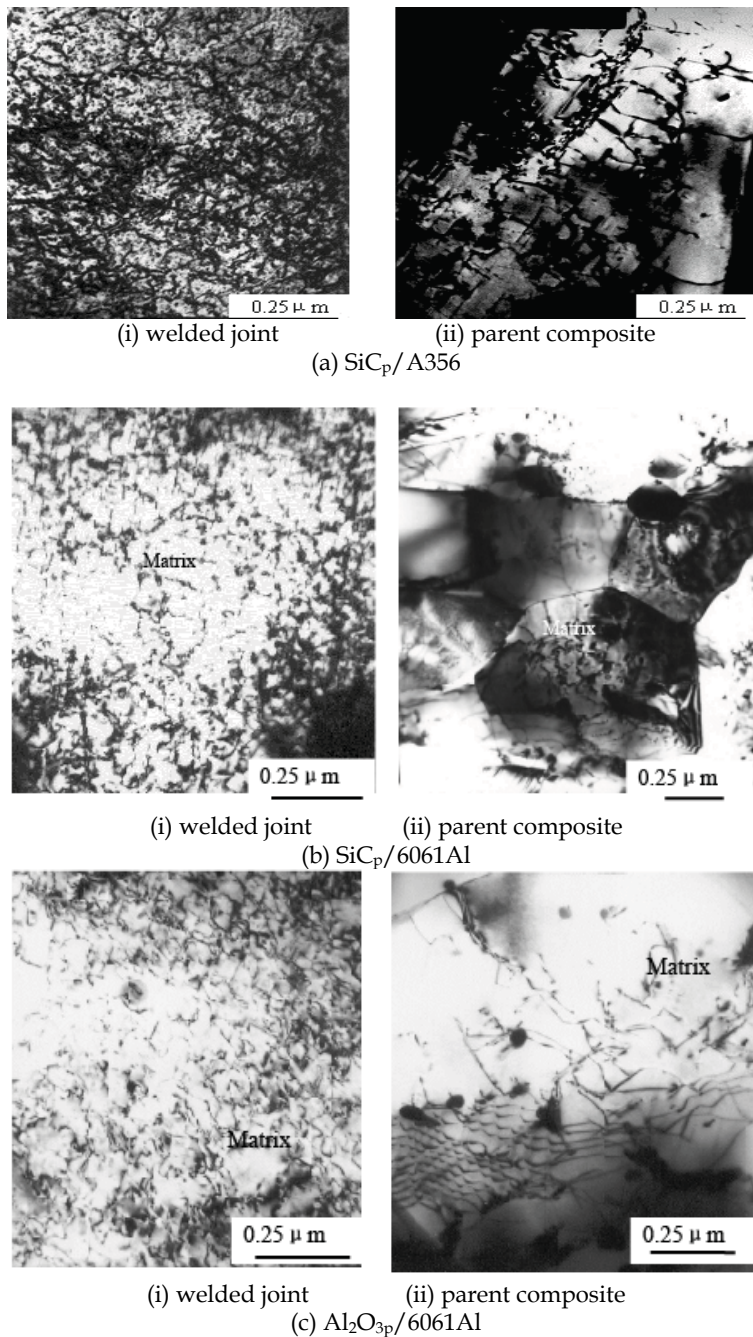 0.25 μ m 0.25 μ m
(i) welded joint (ii) parent composite
(a) SiCₚ/A356
Matrix
Matrix
0.25 μ m 0.25 μ m
(i) welded joint (ii) parent composite
(b) SiCₚ/6061Al
Matrix
Matrix
0.25 μ m 0.25 μ m
(i) welded joint (ii) parent composite
(c) Al₂O₃ₚ/6061Al